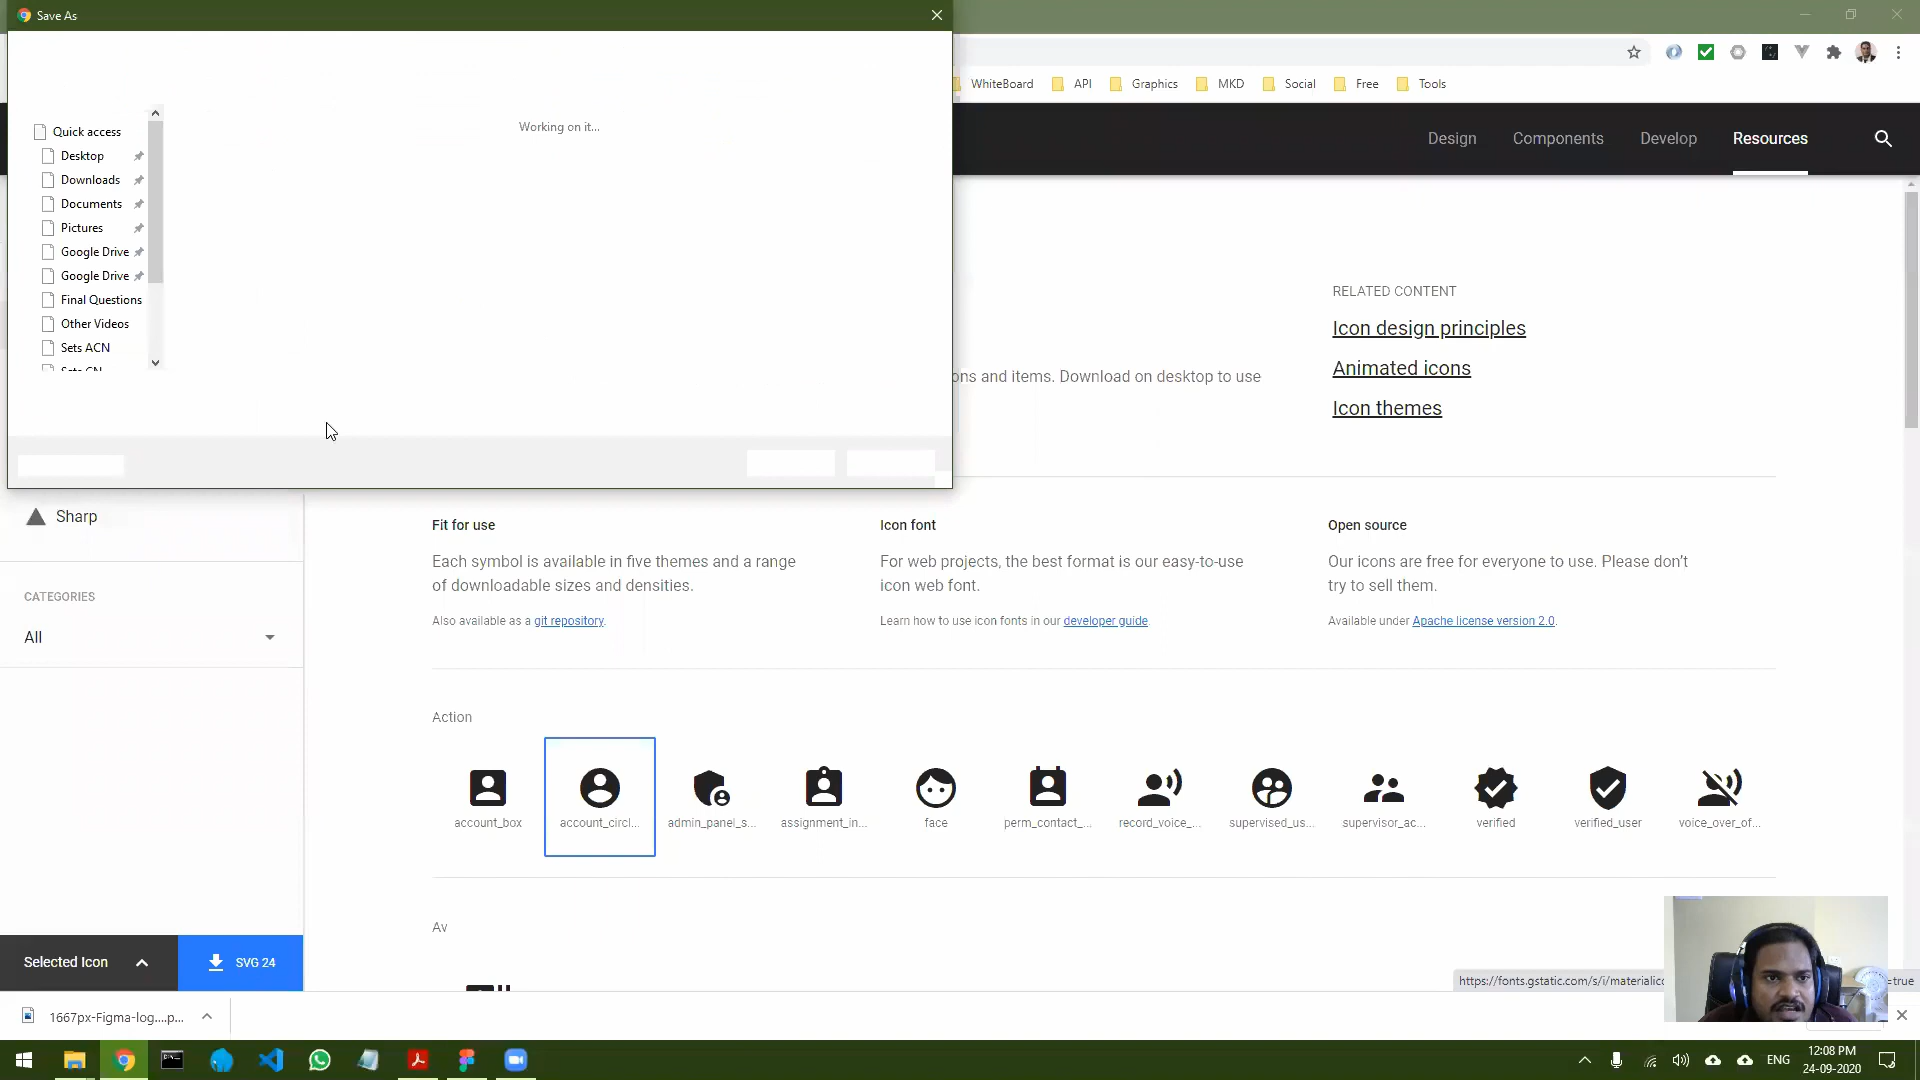 Save As
Working on it...
Quick access
Desktop
Downloads
Documents
Pictures
Google Drive
Google Drive
Final Questions
Other Videos
Sets ACN
WhiteBoard
API
Graphics
MKD
Social
Free
Tools
Design
Components
Develop
Resources
RELATED CONTENT
Icon design principles
Animated icons
Icon themes
ons and items. Download on desktop to use
Sharp
CATEGORIES
All
Fit for use
Each symbol is available in five themes and a range
of downloadable sizes and densities.
Also available as a git repository.
Icon font
For web projects, the best format is our easy-to-use
icon web font.
Learn how to use icon fonts in our developer guide
Open source
Our icons are free for everyone to use. Please don't
try to sell them.
Available under Apache license version 2.0.
Action
account_box
account_circl...
admin_panel_s...
assignment_in...
face
perm_contact_...
record_voice_...
supervised_us...
supervisor_ac...
verified
verified_user
voice_over_of...
Av
Selected Icon
SVG 24
https://fonts.gstatic.com/s/i/materialic
=true
1667px-Figma-log....p...
ENG
12:08 PM
24-09-2020